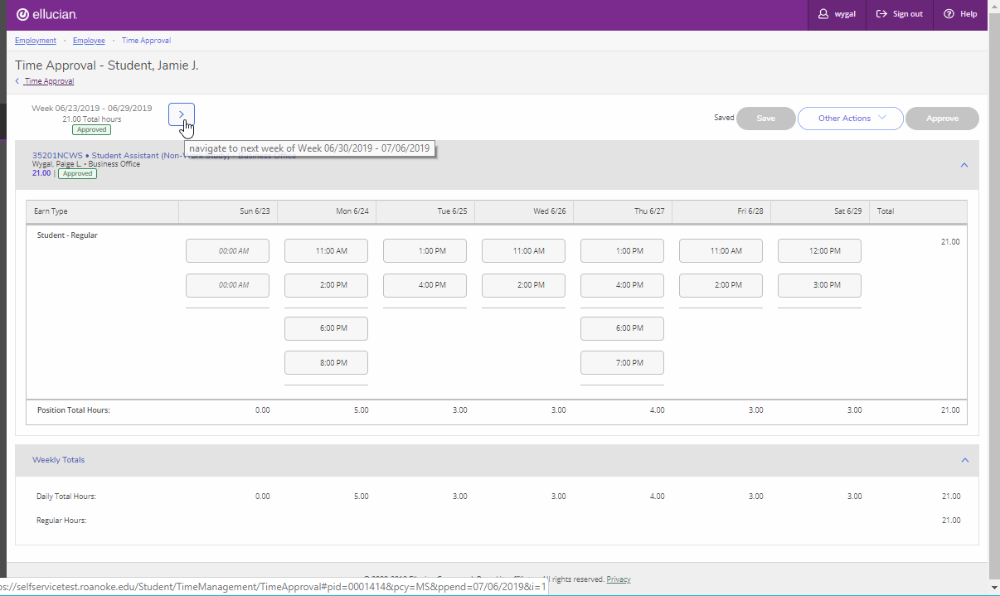 ellucian.
wygal
Sign out
Help
Employment • Employee • Time Approval
Time Approval - Student, Jamie J.
Time Approval
Week 06/23/2019 - 06/29/2019
21.00 Total hours
Approved
Saved
Save
Other Actions
Approve
navigate to next week of Week 06/30/2019 - 07/06/2019
35201NCWS • Student Assistant (Non-Work Study) - Business Office
Wygal, Paige L. • Business Office
21.00 | Approved
Earn Type Sun 6/23 Mon 6/24 Tue 6/25 Wed 6/26 Thu 6/27 Fri 6/28 Sat 6/29 Total
Student - Regular
00:00 AM 11:00 AM 1:00 PM 11:00 AM 1:00 PM 11:00 AM 12:00 PM 21.00
00:00 AM 2:00 PM 4:00 PM 2:00 PM 4:00 PM 2:00 PM 3:00 PM
6:00 PM 6:00 PM
8:00 PM 7:00 PM
Position Total Hours: 0.00 5.00 3.00 3.00 4.00 3.00 3.00 21.00
Weekly Totals
Daily Total Hours: 0.00 5.00 3.00 3.00 4.00 3.00 3.00 21.00
Regular Hours: 21.00
rights reserved. Privacy
ps://selfservicetest.roanoke.edu/Student/TimeManagement/TimeApproval#pid=0001414&pcy=MS&ppend=07/06/2019&i=1